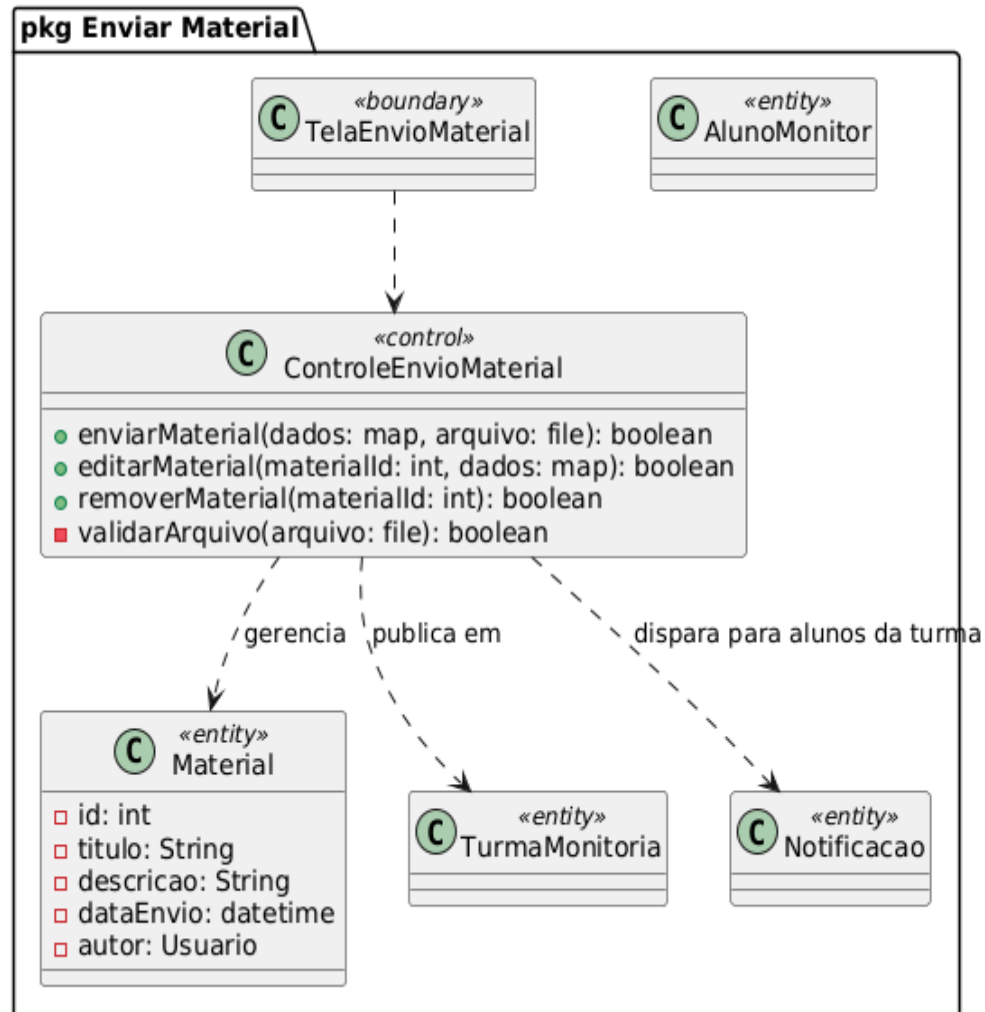 pkg Enviar Material
C «boundary»
TelaEnvioMaterial
C «entity»
AlunoMonitor
C «control»
ControleEnvioMaterial
enviarMaterial(dados: map, arquivo: file): boolean
editarMaterial(materialId: int, dados: map): boolean
removerMaterial(materialId: int): boolean
validarArquivo(arquivo: file): boolean
gerencia
publica em
dispara para alunos da turma
C «entity»
Material
id: int
titulo: String
descricao: String
dataEnvio: datetime
autor: Usuario
C «entity»
TurmaMonitoria
C «entity»
Notificacao